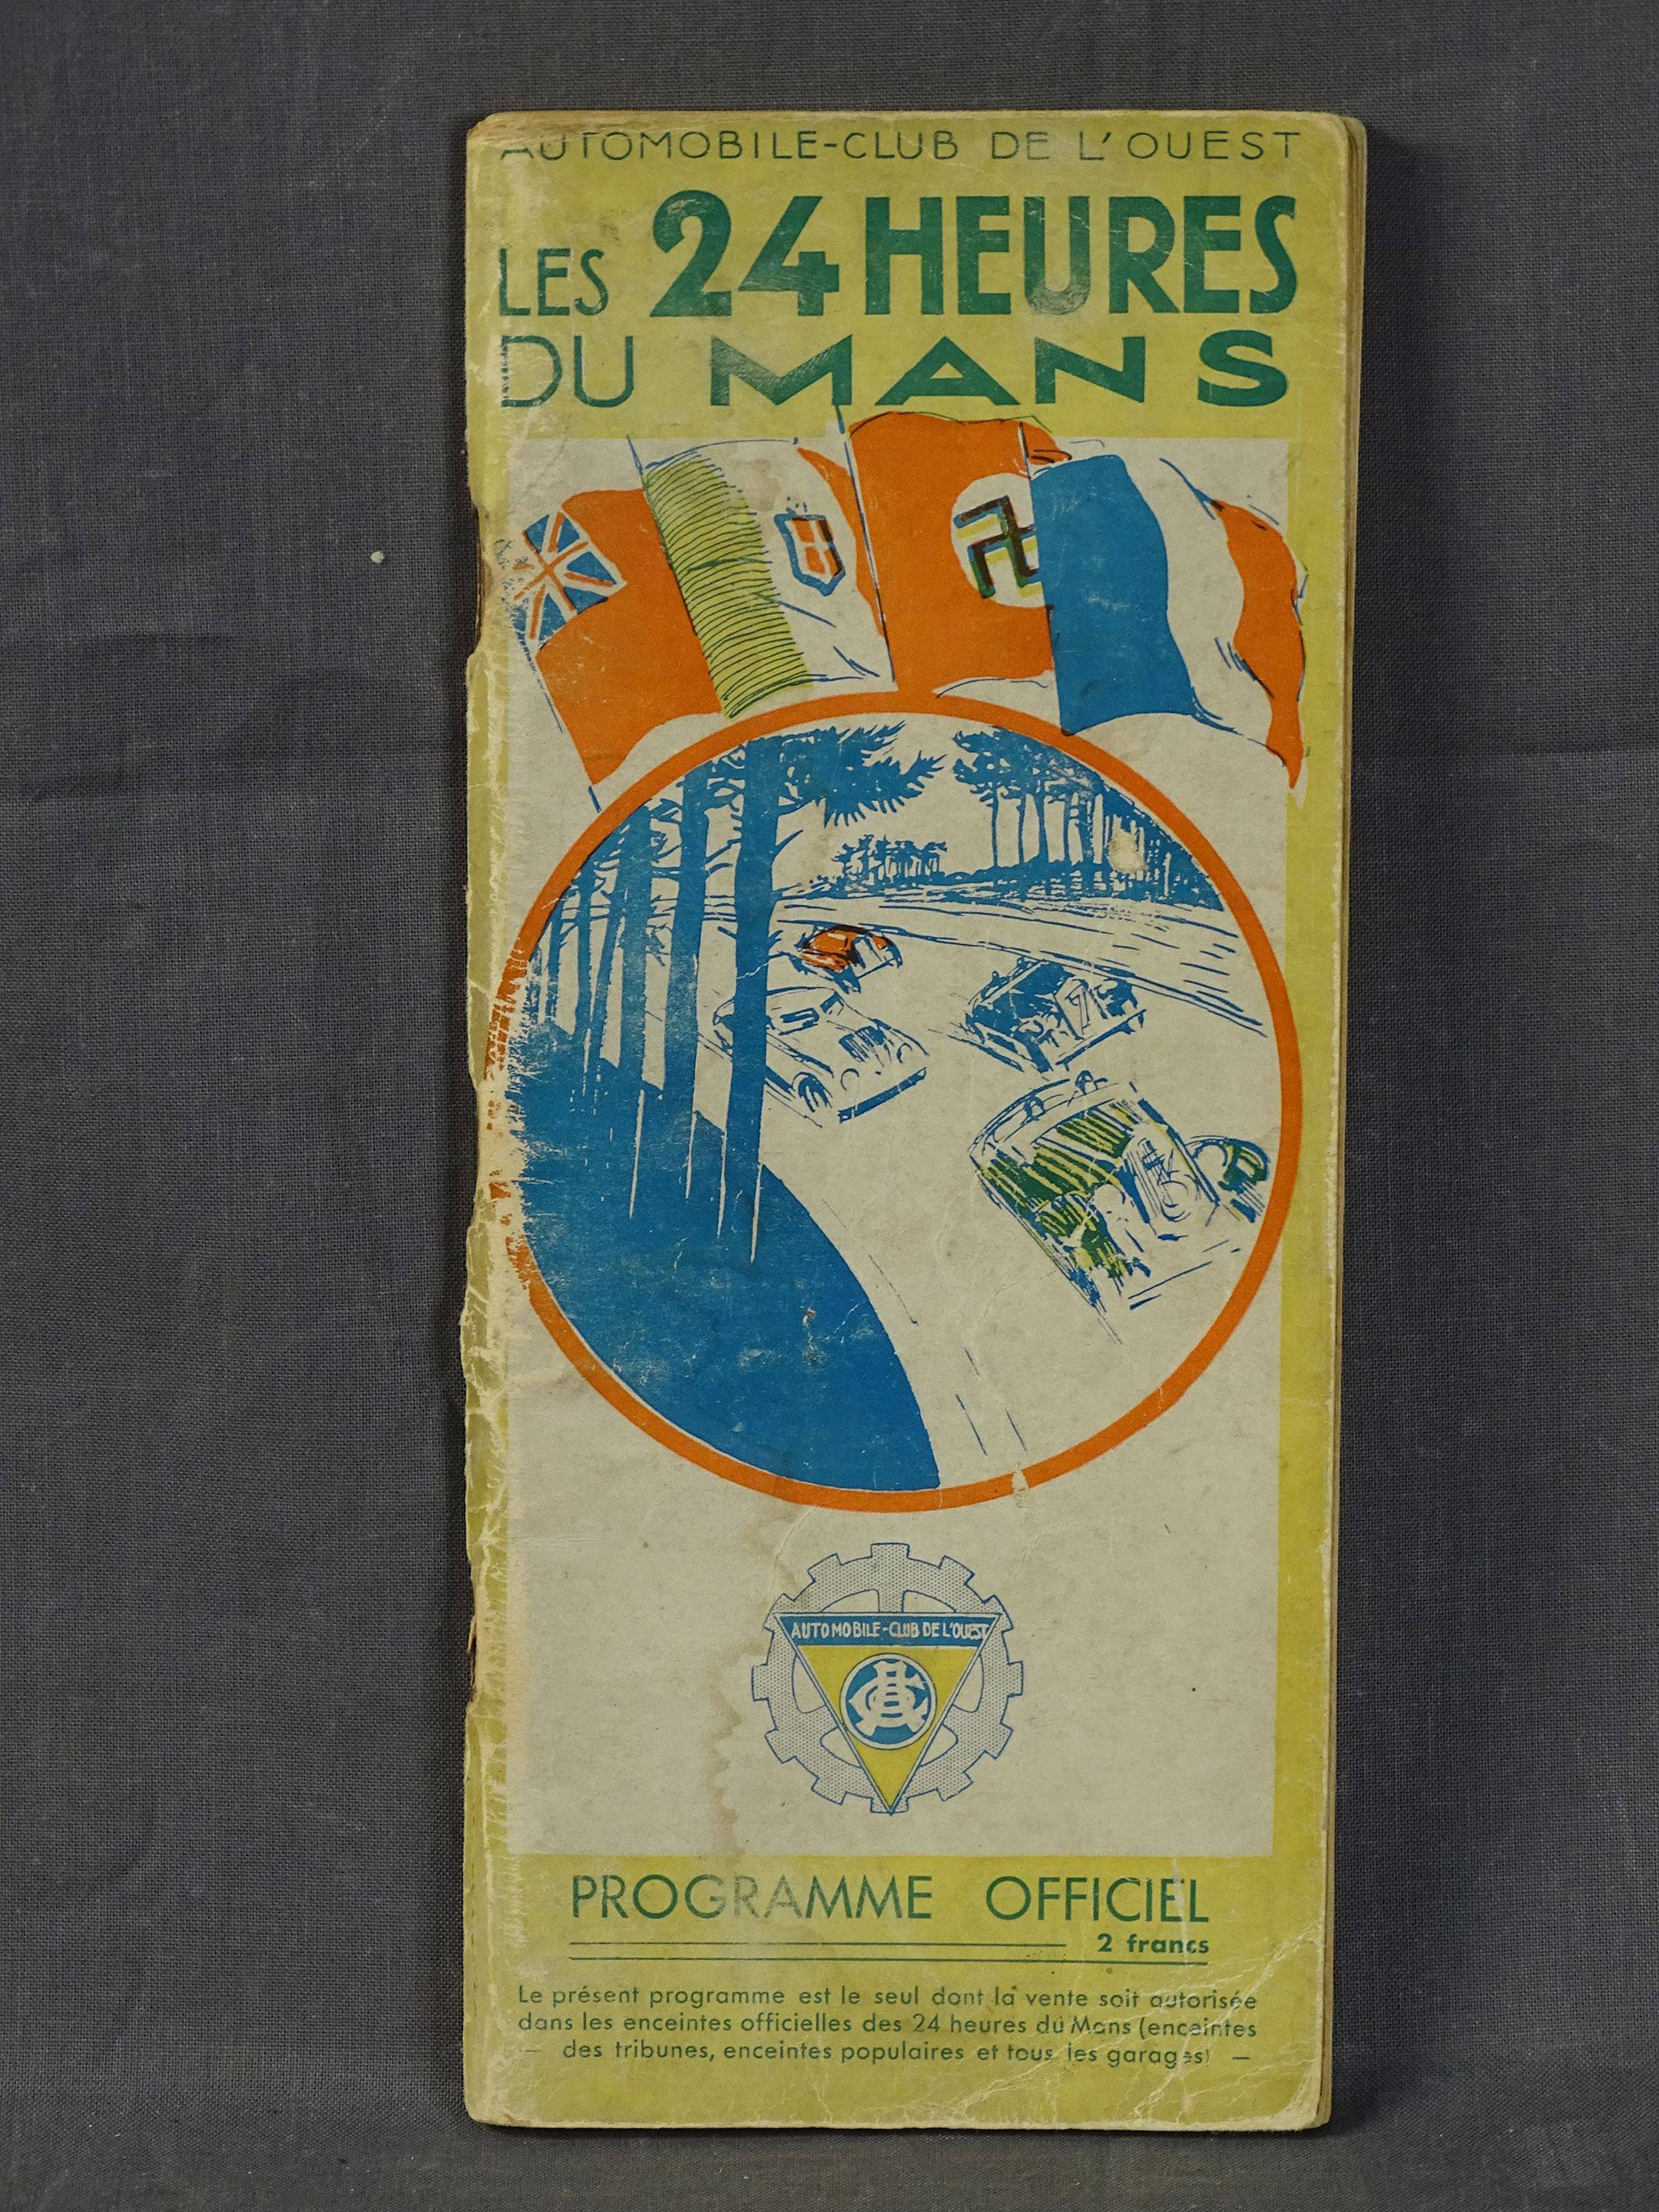 AUTOMOBILE-CLUB DE L'OUEST
LES 24 HEURES
DU MANS
7
AUTOMOBILE-CLUB DE L'OUEST
PROGRAMME OFFICIEL
2 francs
Le présent programme est le seul dont la vente soit autorisée
dans les enceintes officielles des 24 heures du Mans (enceintes
— des tribunes, enceintes populaires et tous les garages) —